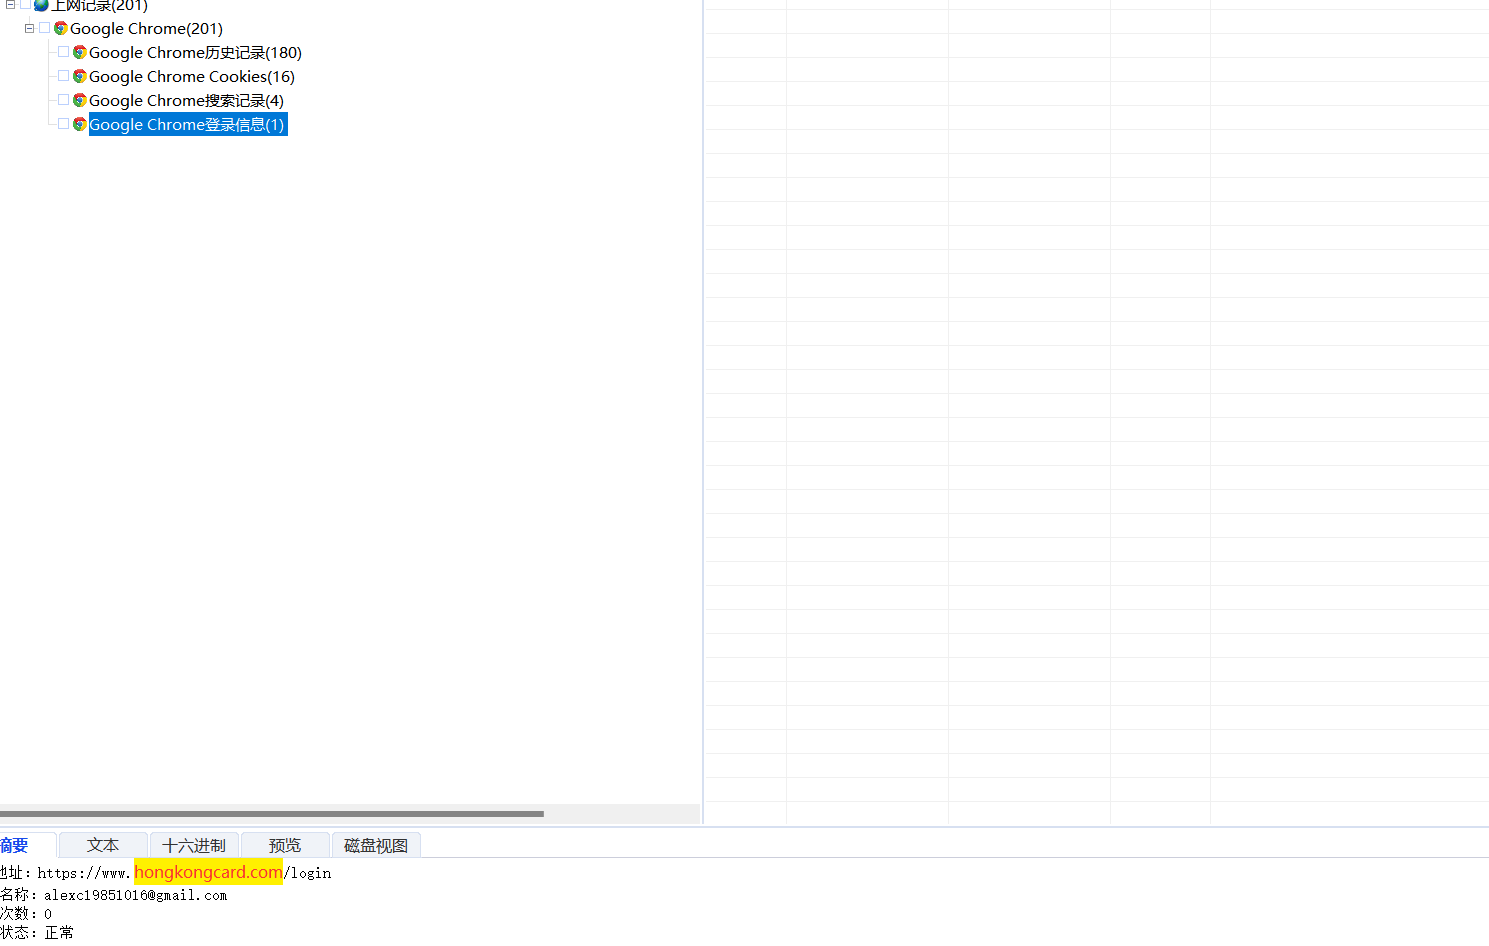 上网记录(201)
Google Chrome(201)
Google Chrome历史记录(180)
Google Chrome Cookies(16)
Google Chrome搜索记录(4)
Google Chrome登录信息(1)
摘要 文本 十六进制 预览 磁盘视图
地址：https://www.hongkongcard.com/login
名称：alexc19851016@gmail.com
次数：0
状态：正常